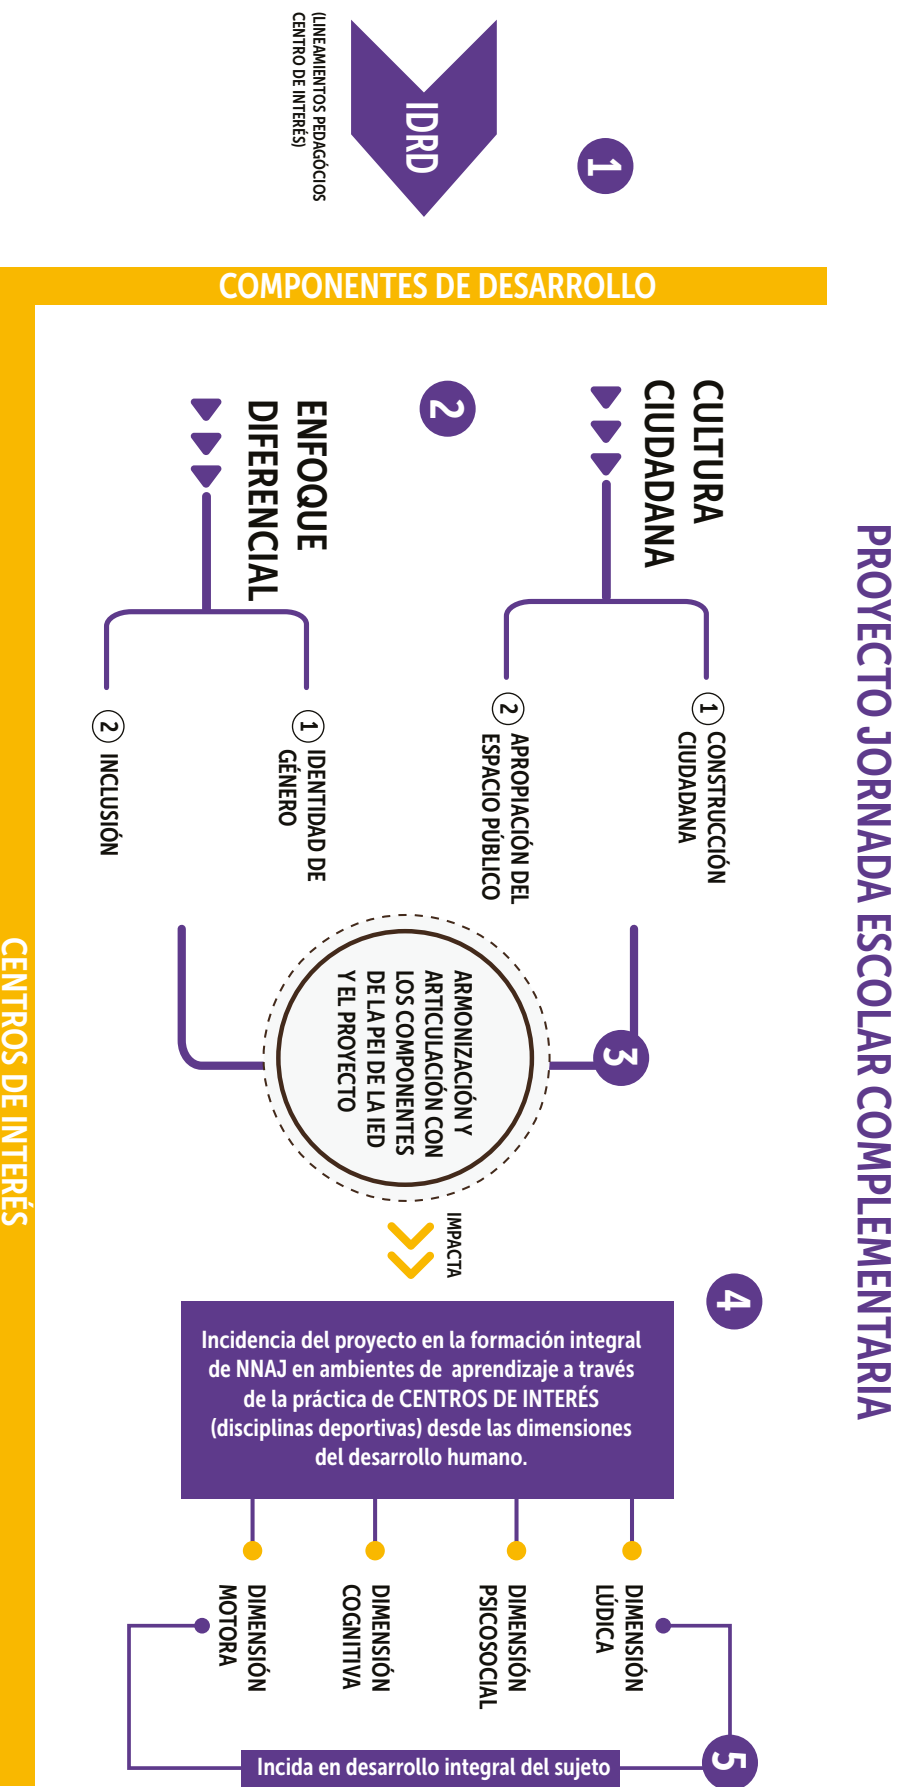 PROYECTO JORNADA ESCOLAR COMPLEMENTARIA
1
IDRD
(LINEAMIENTOS PEDAGÓCIOS
CENTRO DE INTERÉS)
COMPONENTES DE DESARROLLO
2
CULTURA
CIUDADANA
1 CONSTRUCCIÓN
CIUDADANA
2 APROPIACIÓN DEL
ESPACIO PÚBLICO
ENFOQUE
DIFERENCIAL
1 IDENTIDAD DE
GÉNERO
2 INCLUSIÓN
3
ARMONIZACIÓN Y
ARTICULACIÓN CON
LOS COMPONENTES
DE LA PEI DE LA IED
Y EL PROYECTO
IMPACTA
4
Incidencia del proyecto en la formación integral
de NNAJ en ambientes de aprendizaje a través
de la práctica de CENTROS DE INTERÉS
(disciplinas deportivas) desde las dimensiones
del desarrollo humano.
DIMENSIÓN
LÚDICA
DIMENSIÓN
PSICOSOCIAL
DIMENSIÓN
COGNITIVA
DIMENSIÓN
MOTORA
5
Incida en desarrollo integral del sujeto
CENTROS DE INTERÉS